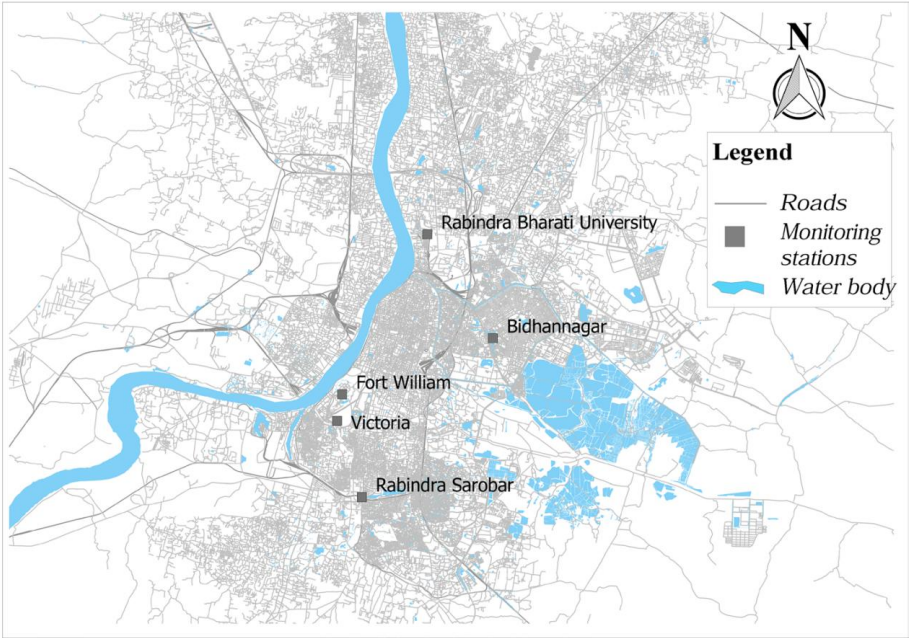 N
Legend
Roads
Monitoring
stations
Water body
Rabindra Bharati University
Bidhannagar
Fort William
Victoria
Rabindra Sarobar